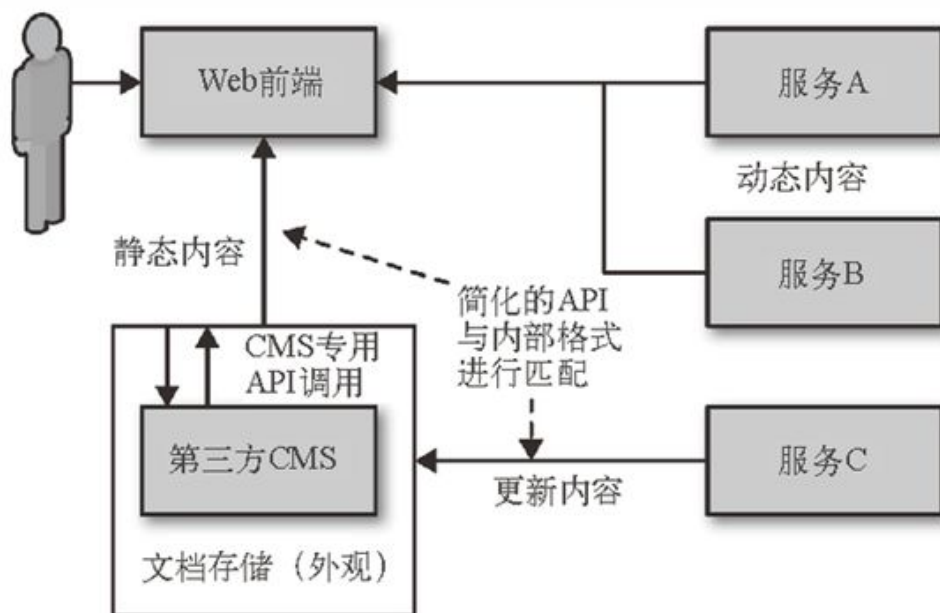 Web前端
服务A
动态内容
静态内容
服务B
简化的API
与内部格式
进行匹配
CMS专用
API调用
第三方CMS
服务C
更新内容
文档存储（外观）